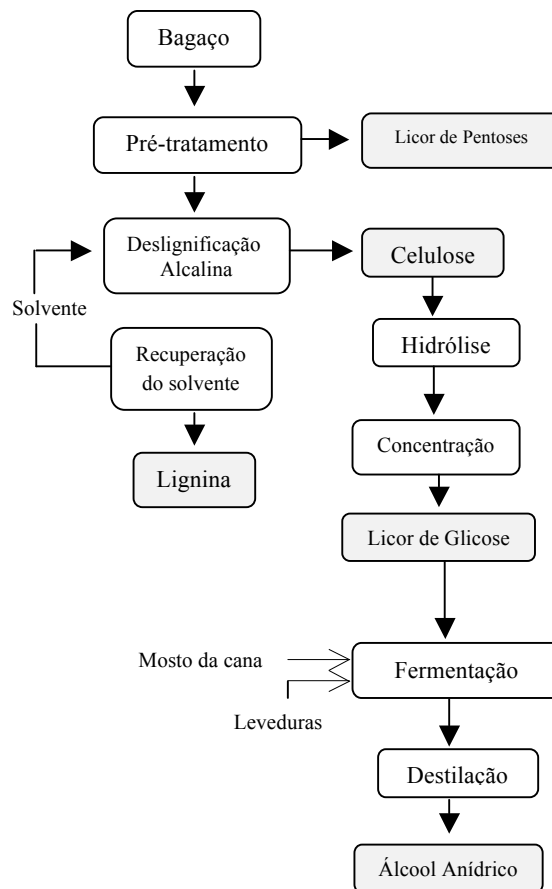 Bagaço
Pré-tratamento
Licor de Pentoses
Deslignificação
Alcalina
Celulose
Solvente
Hidrólise
Recuperação
do solvente
Concentração
Lignina
Licor de Glicose
Mosto da cana
Fermentação
Leveduras
Destilação
Álcool Anídrico